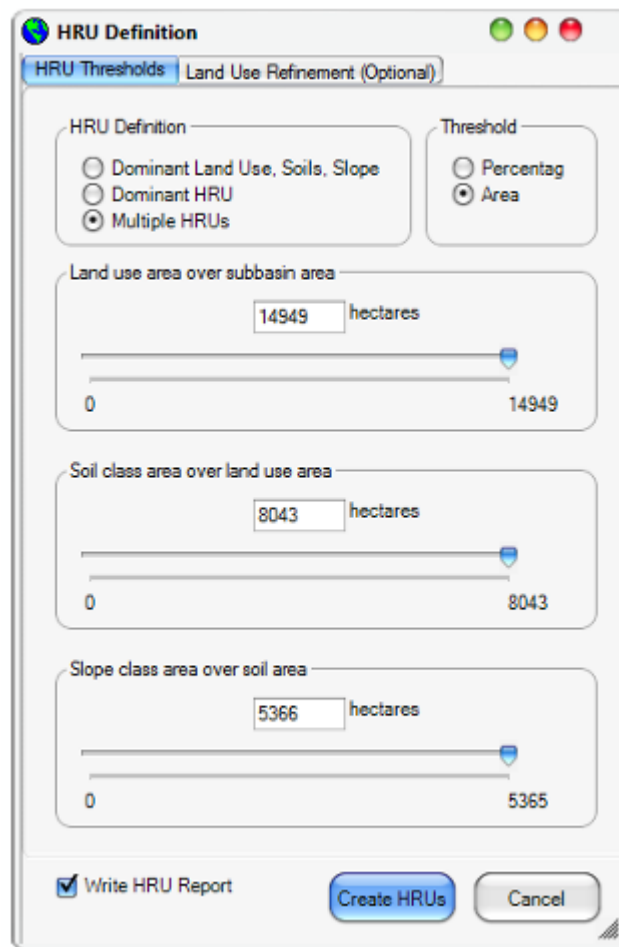 HRU Definition
HRU Thresholds Land Use Refinement (Optional)
HRU Definition
Dominant Land Use, Soils, Slope
Dominant HRU
Multiple HRUs
Threshold
Percentag
Area
Land use area over subbasin area
14949 hectares
0 14949
Soil class area over land use area
8043 hectares
0 8043
Slope class area over soil area
5366 hectares
0 5365
Write HRU Report
Create HRUs
Cancel